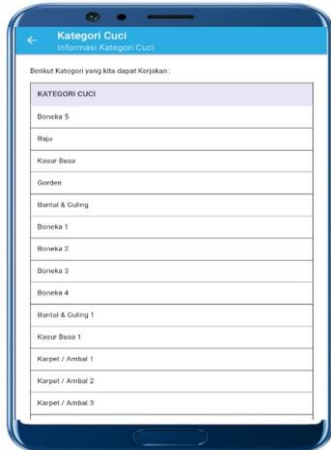 Kategori Cuci
Informasi Kategori Cuci
Berikut Kategori yang kita dapat Kerjakan :
KATEGORI CUCI
Boneka 5
Baju
Kasur Busa
Gorden
Bantal & Guling
Boneka 1
Boneka 2
Boneka 3
Boneka 4
Bantal & Guling 1
Kasur Busa 1
Karpet / Ambal 1
Karpet / Ambal 2
Karpet / Ambal 3